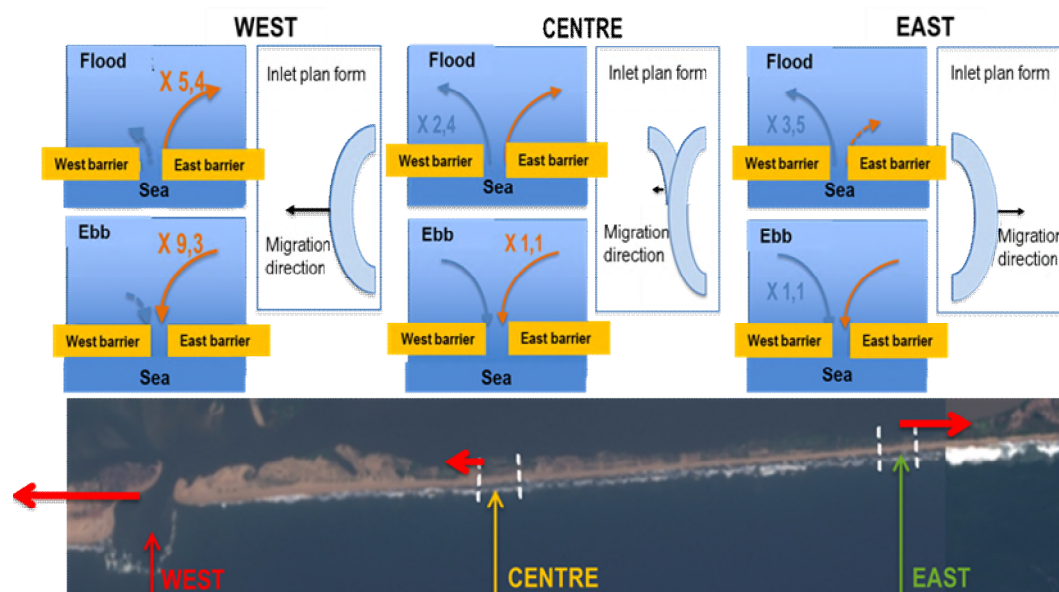 WEST
Flood
X 5,4
West barrier
East barrier
Sea
Inlet plan form
Migration
direction
Ebb
X 9,3
West barrier
East barrier
Sea
CENTRE
Flood
X 2,4
West barrier
East barrier
Sea
Inlet plan form
Migration
direction
Ebb
X 1,1
West barrier
East barrier
Sea
EAST
Flood
X 3,5
West barrier
East barrier
Sea
Inlet plan form
Migration
direction
Ebb
X 1,1
West barrier
East barrier
Sea
WEST
CENTRE
EAST